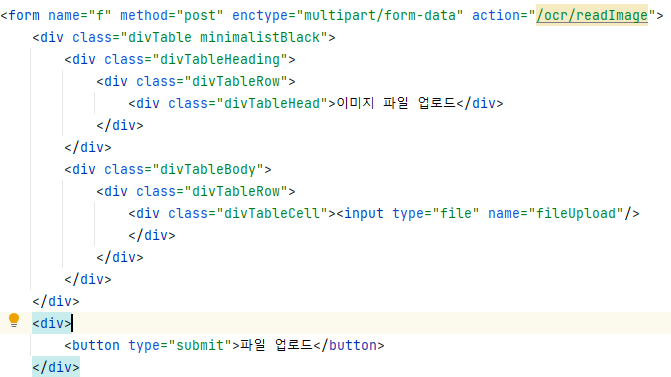 <form name="f" method="post" enctype="multipart/form-data" action="/ocr/readImage">
    <div class="divTable minimalistBlack">
        <div class="divTableHeading">
            <div class="divTableRow">
                <div class="divTableHead">이미지 파일 업로드</div>
            </div>
        </div>
        <div class="divTableBody">
            <div class="divTableRow">
                <div class="divTableCell"><input type="file" name="fileUpload"/>
                </div>
            </div>
        </div>
    </div>
    <div>
        <button type="submit">파일 업로드</button>
    </div>